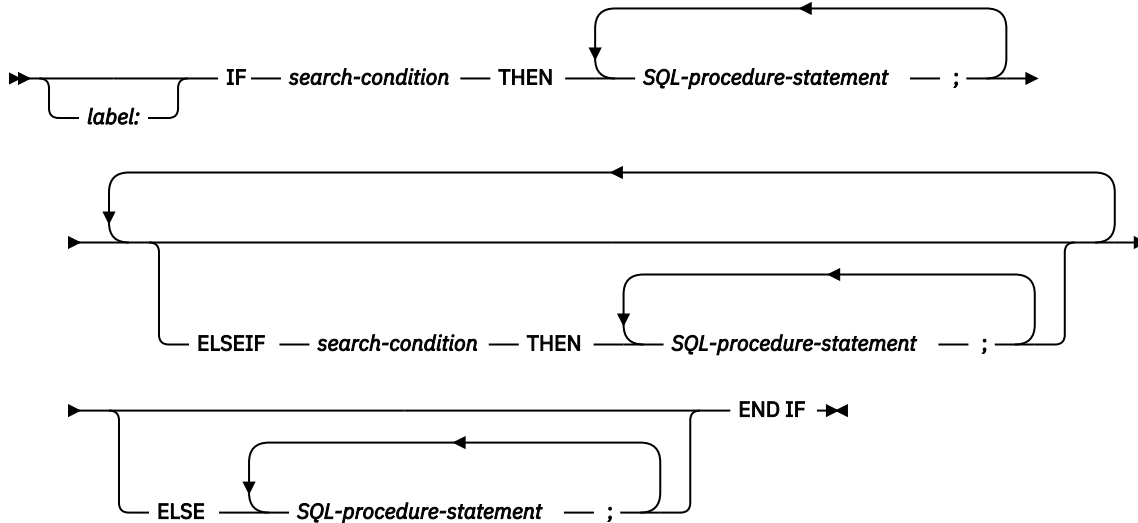 IF search-condition THEN SQL-procedure-statement ;
label:
ELSEIF search-condition THEN SQL-procedure-statement ;
END IF
ELSE SQL-procedure-statement ;